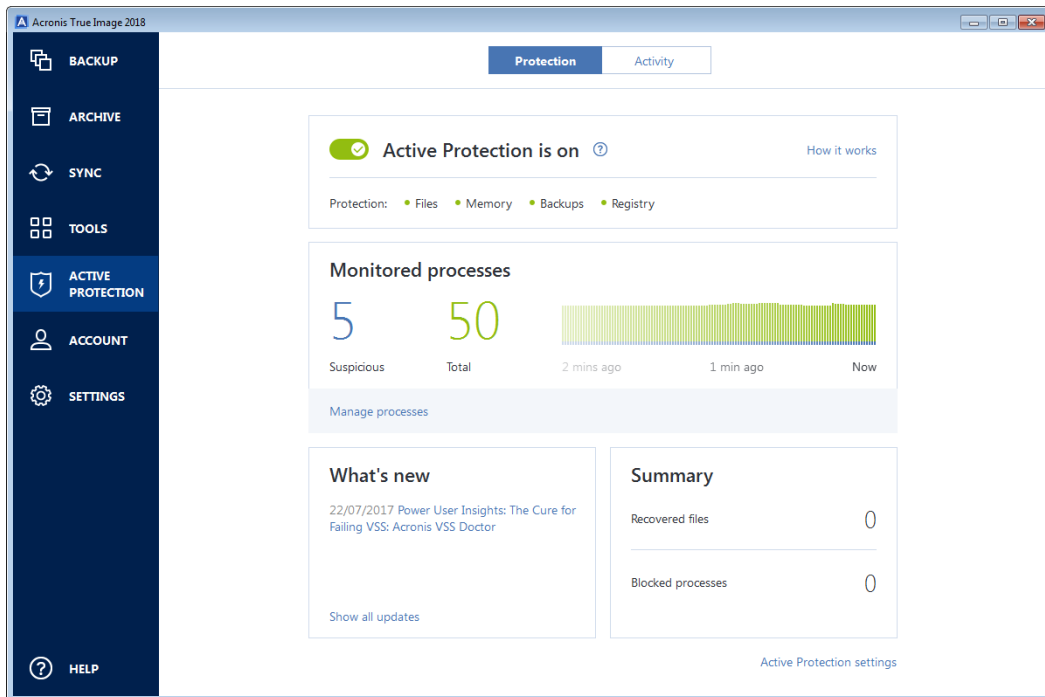 Acronis True Image 2018
BACKUP
ARCHIVE
SYNC
TOOLS
ACTIVE
PROTECTION
ACCOUNT
SETTINGS
HELP
Protection Activity
Active Protection is on ?
How it works
Protection: • Files • Memory • Backups • Registry
Monitored processes
5 50
Suspicious Total 2 mins ago 1 min ago Now
Manage processes
What's new
22/07/2017 Power User Insights: The Cure for
Failing VSS: Acronis VSS Doctor
Show all updates
Summary
Recovered files 0
Blocked processes 0
Active Protection settings